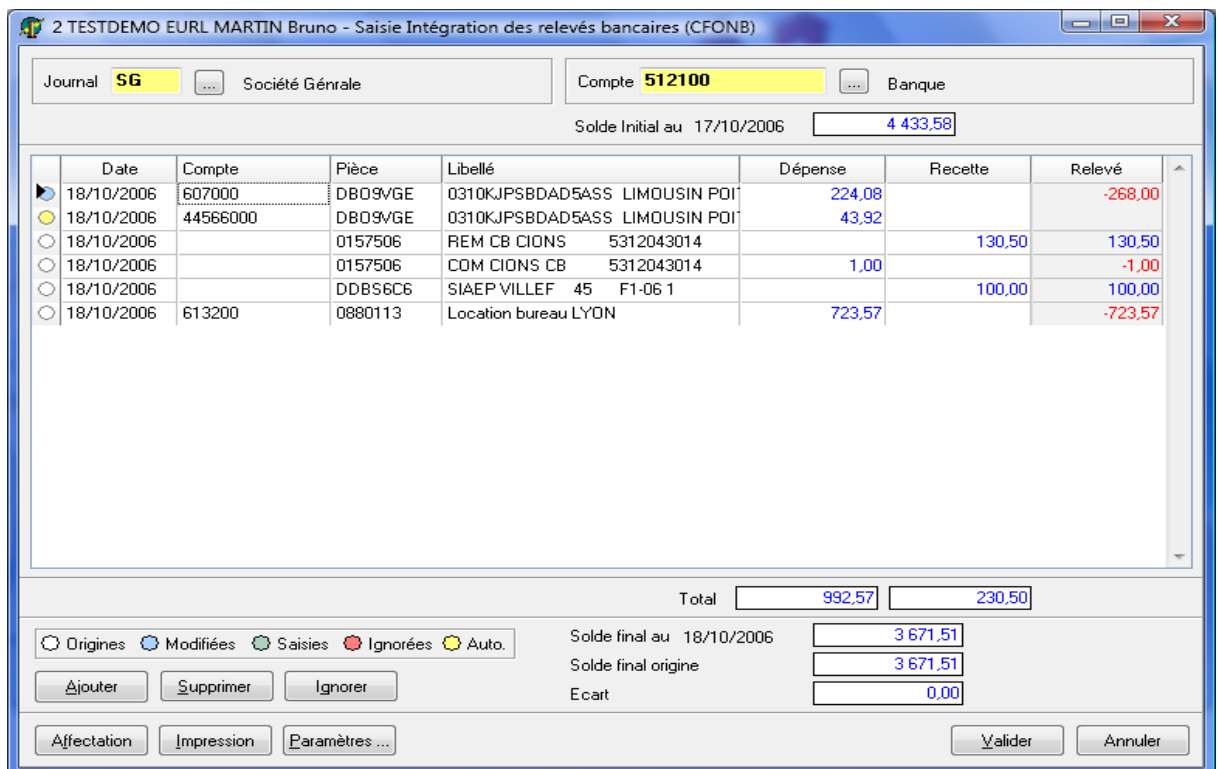 2 TESTDEMO EURL MARTIN Bruno - Saisie Intégration des relevés bancaires (CFONB)
Journal SG ... Société Génrale Compte 512100 ... Banque
Solde Initial au 17/10/2006 4 433,58
Date Compte Pièce Libellé Dépense Recette Relevé
18/10/2006 607000 DBO9VGE 0310KJPSBDAD5ASS LIMOUSIN POI 224,08 -268,00
18/10/2006 44566000 DBO9VGE 0310KJPSBDAD5ASS LIMOUSIN POI 43,92
18/10/2006 0157506 REM CB CIONS 5312043014 130,50 130,50
18/10/2006 0157506 COM CIONS CB 5312043014 1,00 -1,00
18/10/2006 DDBS6C6 SIAEP VILLEF 45 F1-06 1 100,00 100,00
18/10/2006 613200 0880113 Location bureau LYON 723,57 -723,57
Total 992,57 230,50
Origines Modifiées Saisies Ignorées Auto.
Solde final au 18/10/2006 3 671,51
Solde final origine 3 671,51
Ajouter Supprimer Ignorer
Ecart 0,00
Affectation Impression Paramètres ... Valider Annuler